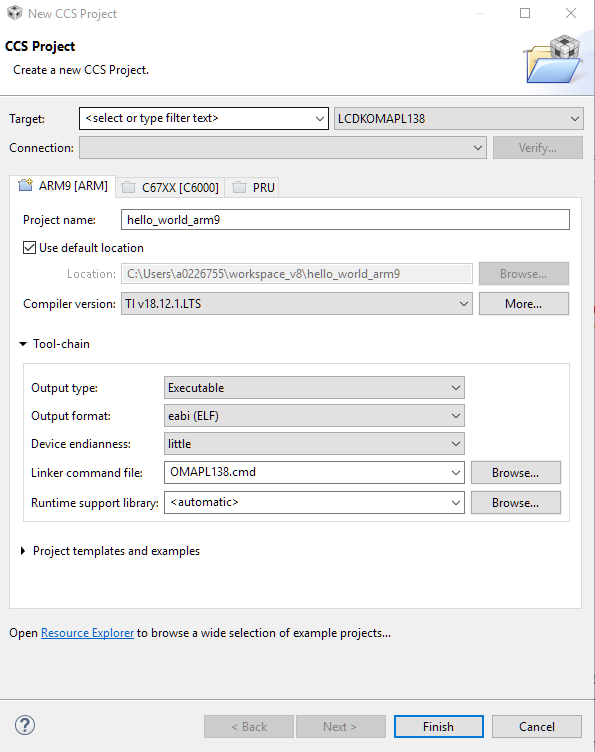 New CCS Project
CCS Project
Create a new CCS Project.
Target: <select or type filter text> LCDKOMAPL138
Connection: Verify...
ARM9 [ARM] C67XX [C6000] PRU
Project name: hello_world_arm9
Use default location
Location: C:\Users\a0226755\workspace_v8\hello_world_arm9 Browse...
Compiler version: TI v18.12.1.LTS More...
Tool-chain
Output type: Executable
Output format: eabi (ELF)
Device endianness: little
Linker command file: OMAPL138.cmd Browse...
Runtime support library: <automatic> Browse...
Project templates and examples
Open Resource Explorer to browse a wide selection of example projects...
? < Back Next > Finish Cancel